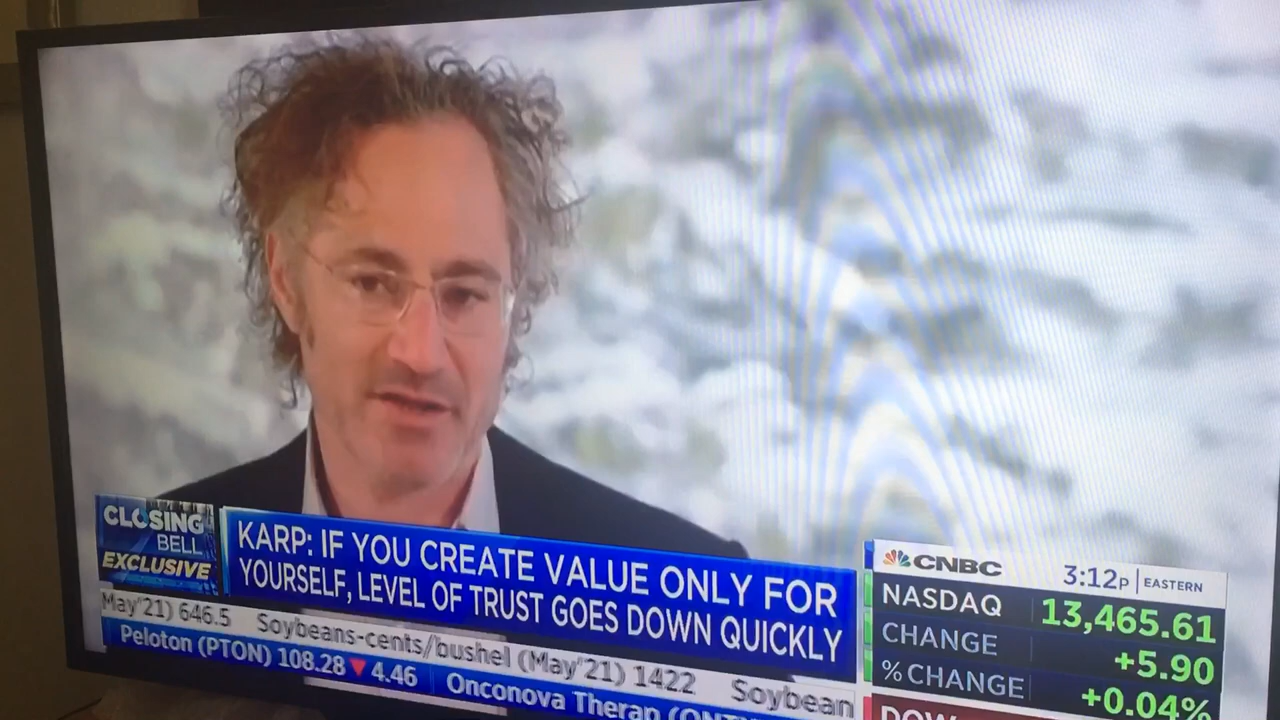 CLOSING
BELL
EXCLUSIVE
KARP: IF YOU CREATE VALUE ONLY FOR
YOURSELF, LEVEL OF TRUST GOES DOWN QUICKLY
May'21) 646.5 Soybeans-cents/bushel (May'21) 1422 Soybean
Peloton (PTON) 108.28 ▼ 4.46 Onconova Therap
CNBC 3:12P EASTERN
NASDAQ 13,465.61
CHANGE +5.90
% CHANGE +0.04%
DOW